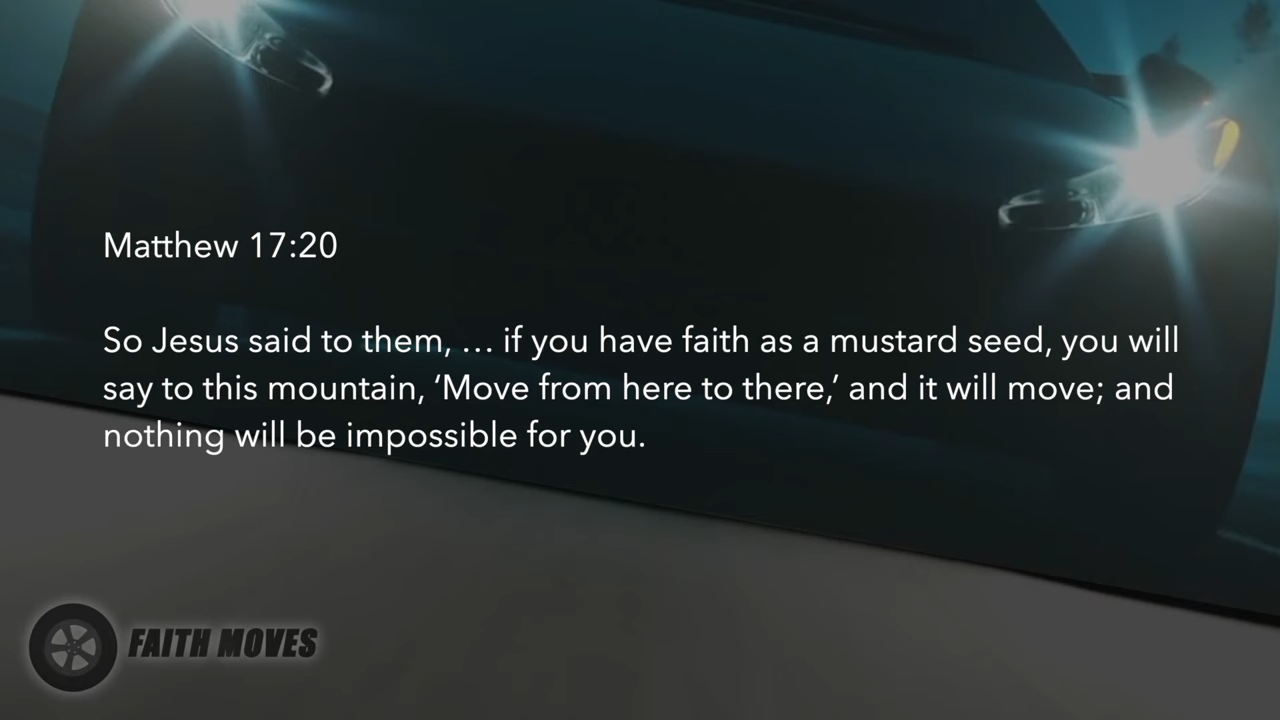 Matthew 17:20
So Jesus said to them, … if you have faith as a mustard seed, you will
say to this mountain, ‘Move from here to there,’ and it will move; and
nothing will be impossible for you.
FAITH MOVES